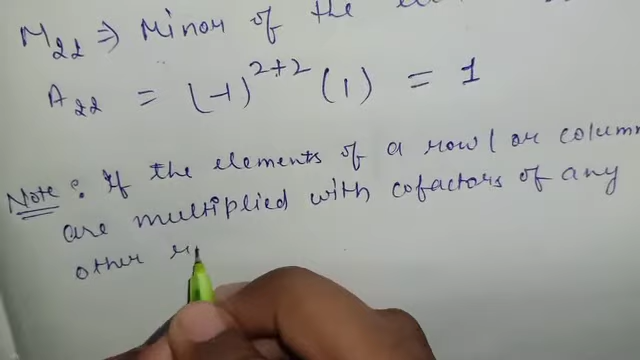 M₂₂ ⇒ Minor of the
A₂₂ = (-1)²⁺² (1) = 1
Note : If the elements of a row (or column
are multiplied with cofactors of any
other